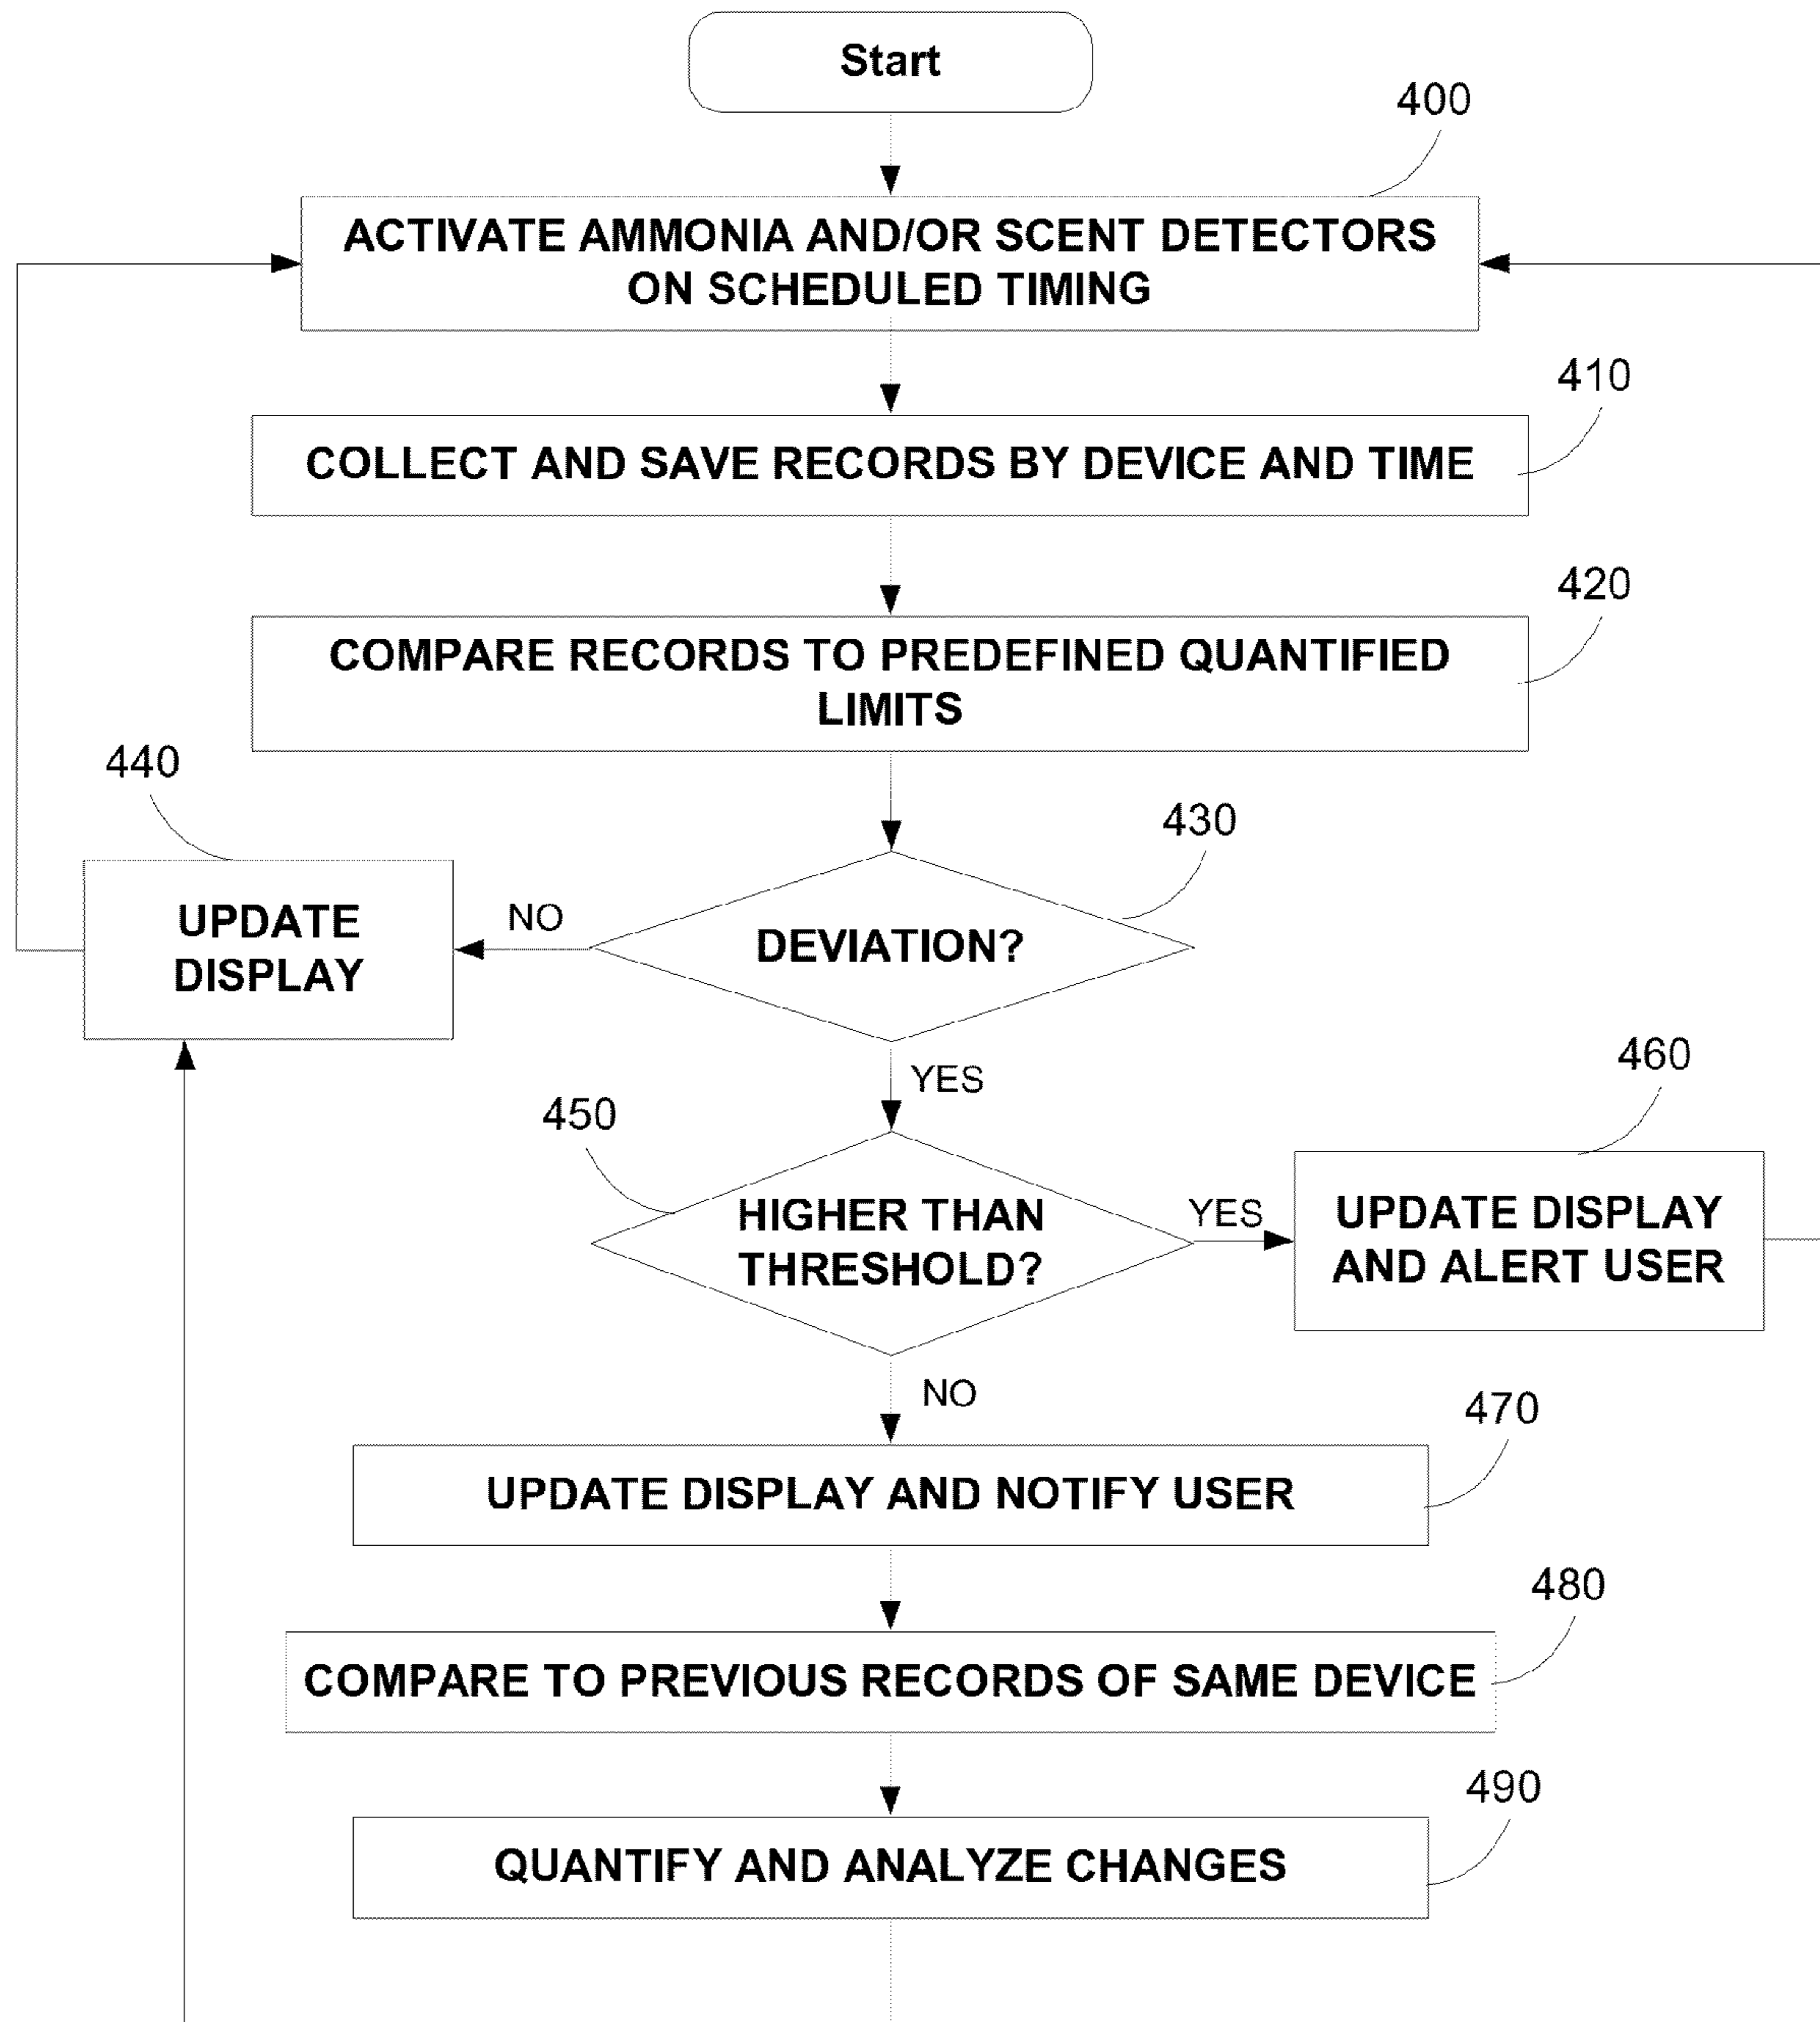 Start
400
ACTIVATE AMMONIA AND/OR SCENT DETECTORS
ON SCHEDULED TIMING
410
COLLECT AND SAVE RECORDS BY DEVICE AND TIME
420
COMPARE RECORDS TO PREDEFINED QUANTIFIED
LIMITS
440
430
UPDATE
DISPLAY
NO
DEVIATION?
YES
460
450
HIGHER THAN
THRESHOLD?
YES
UPDATE DISPLAY
AND ALERT USER
NO
470
UPDATE DISPLAY AND NOTIFY USER
480
COMPARE TO PREVIOUS RECORDS OF SAME DEVICE
490
QUANTIFY AND ANALYZE CHANGES